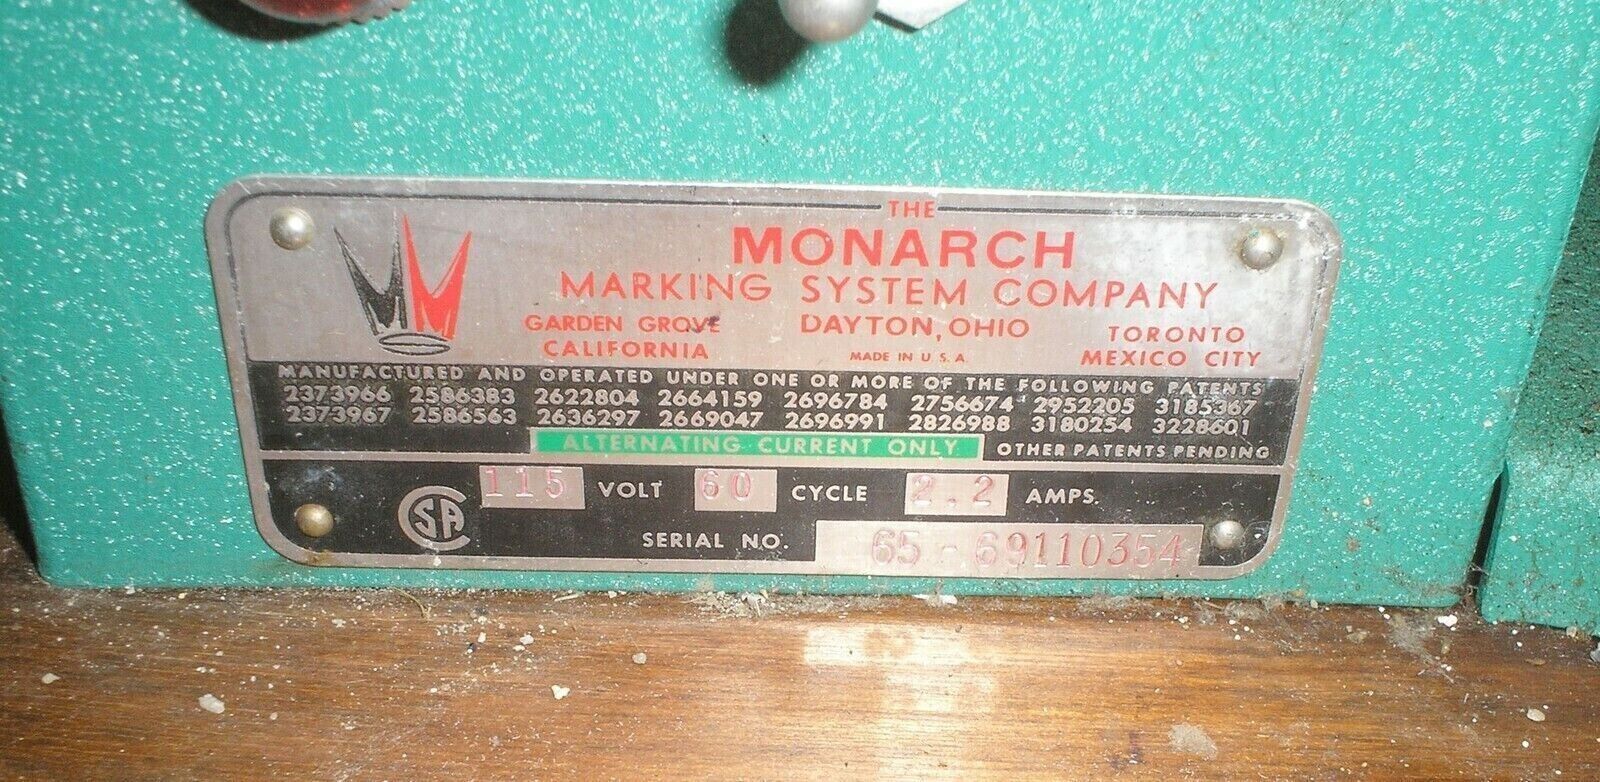 THE
MONARCH
MARKING SYSTEM COMPANY
GARDEN GROVE DAYTON, OHIO TORONTO
CALIFORNIA MADE IN U.S.A. MEXICO CITY
MANUFACTURED AND OPERATED UNDER ONE OR MORE OF THE FOLLOWING PATENTS
2373966 2586383 2622804 2664159 2696784 2756674 2952205 3185367
2373967 2586563 2636297 2669047 2696991 2826988 3180254 3228601
ALTERNATING CURRENT ONLY OTHER PATENTS PENDING
115 VOLT 60 CYCLE 2.2 AMPS.
CSA SERIAL NO. 65-69110354